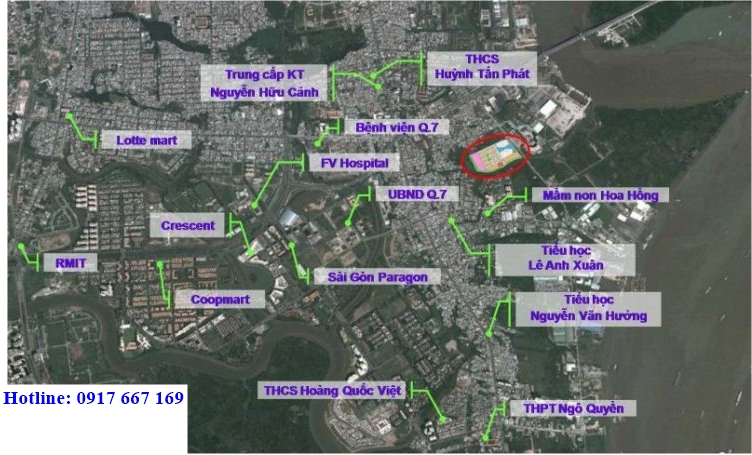 THCS
Huỳnh Tấn Phát
Trung cấp KT
Nguyễn Hữu Cảnh
Lotte mart
Bệnh viện Q.7
FV Hospital
UBND Q.7
Mầm non Hoa Hồng
Crescent
RMIT
Sài Gòn Paragon
Tiểu học
Lê Anh Xuân
Coopmart
Tiểu học
Nguyễn Văn Hưởng
THCS Hoàng Quốc Việt
THPT Ngô Quyền
Hotline: 0917 667 169